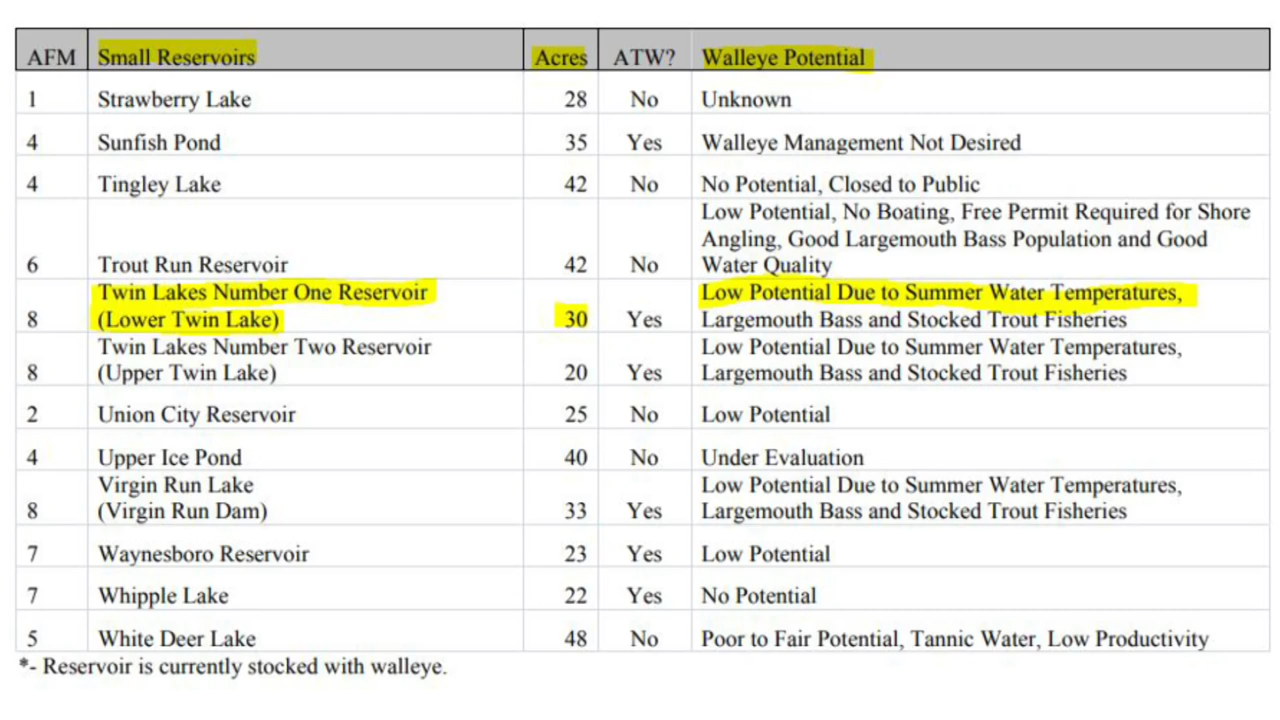 AFM Small Reservoirs Acres ATW? Walleye Potential
1 Strawberry Lake 28 No Unknown
4 Sunfish Pond 35 Yes Walleye Management Not Desired
4 Tingley Lake 42 No No Potential, Closed to Public
Low Potential, No Boating, Free Permit Required for Shore
Angling, Good Largemouth Bass Population and Good
6 Trout Run Reservoir 42 No Water Quality
Twin Lakes Number One Reservoir Low Potential Due to Summer Water Temperatures,
8 (Lower Twin Lake) 30 Yes Largemouth Bass and Stocked Trout Fisheries
Twin Lakes Number Two Reservoir Low Potential Due to Summer Water Temperatures,
8 (Upper Twin Lake) 20 Yes Largemouth Bass and Stocked Trout Fisheries
2 Union City Reservoir 25 No Low Potential
4 Upper Ice Pond 40 No Under Evaluation
Virgin Run Lake Low Potential Due to Summer Water Temperatures,
8 (Virgin Run Dam) 33 Yes Largemouth Bass and Stocked Trout Fisheries
7 Waynesboro Reservoir 23 Yes Low Potential
7 Whipple Lake 22 Yes No Potential
5 White Deer Lake 48 No Poor to Fair Potential, Tannic Water, Low Productivity
*- Reservoir is currently stocked with walleye.